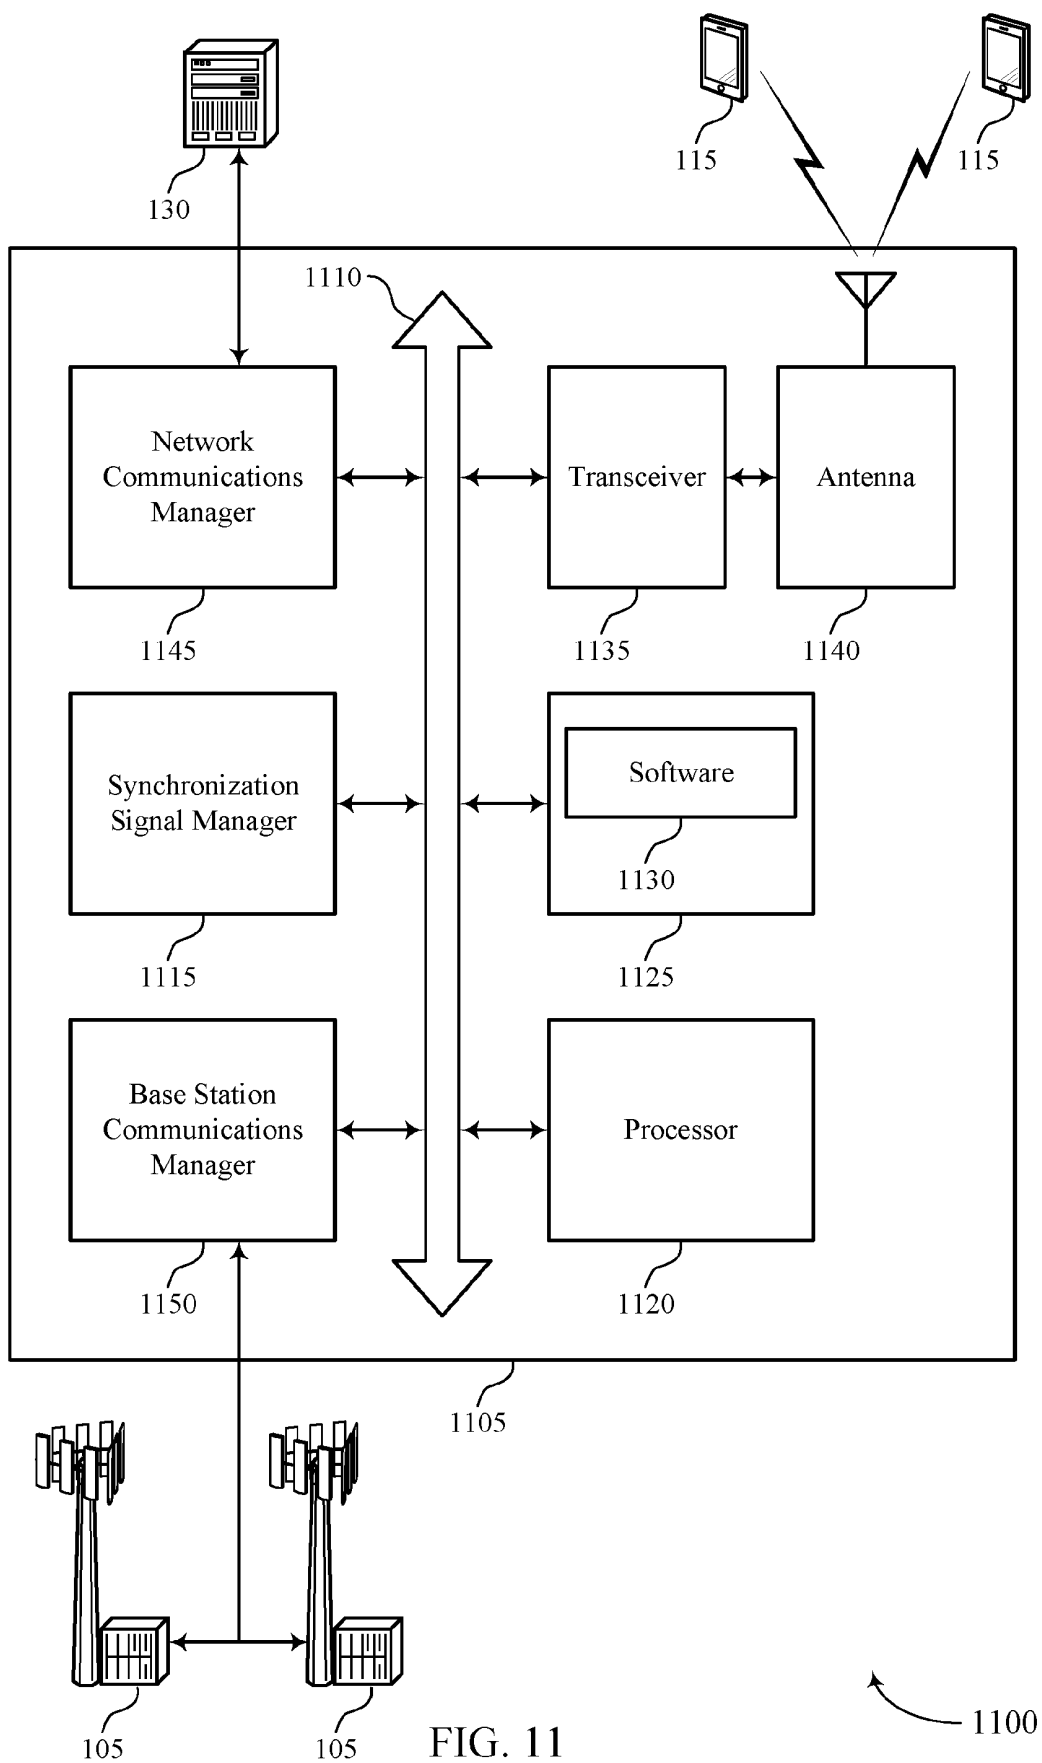 130
115
115
1110
Network
Communications
Manager
Transceiver
Antenna
1145
1135
1140
Synchronization
Signal Manager
Software
1130
1115
1125
Base Station
Communications
Manager
Processor
1150
1120
1105
105
105
FIG. 11
1100